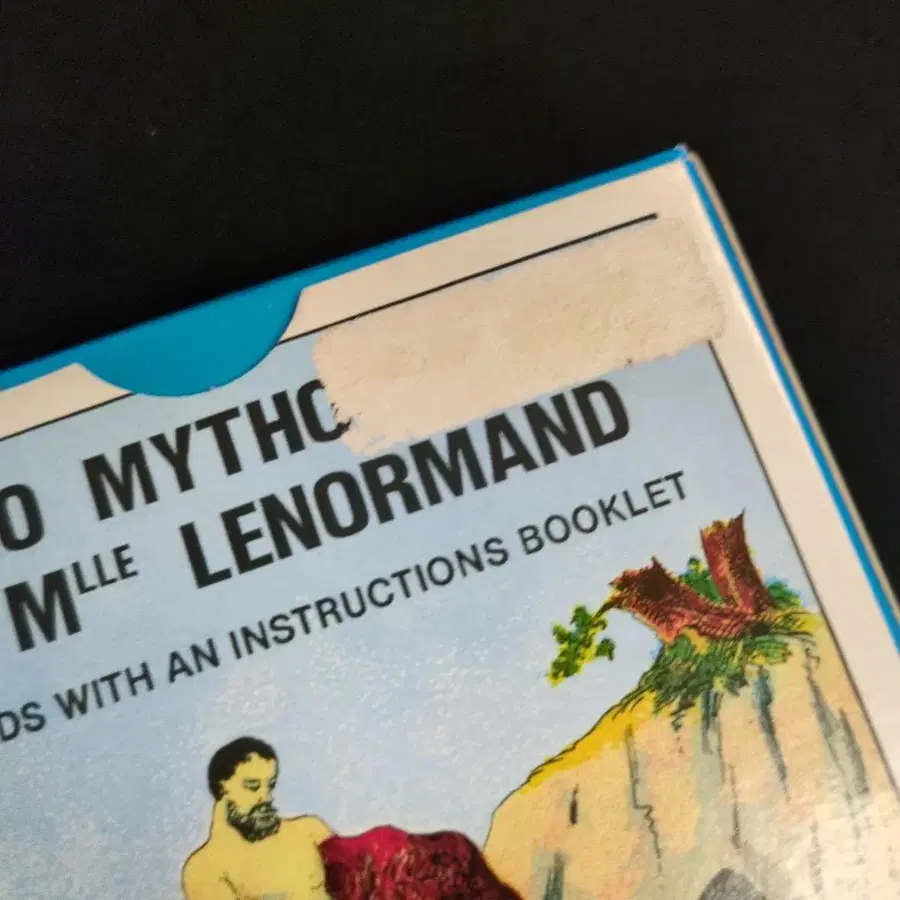 O MYTHO
MLLE LENORMAND
DS WITH AN INSTRUCTIONS BOOKLET